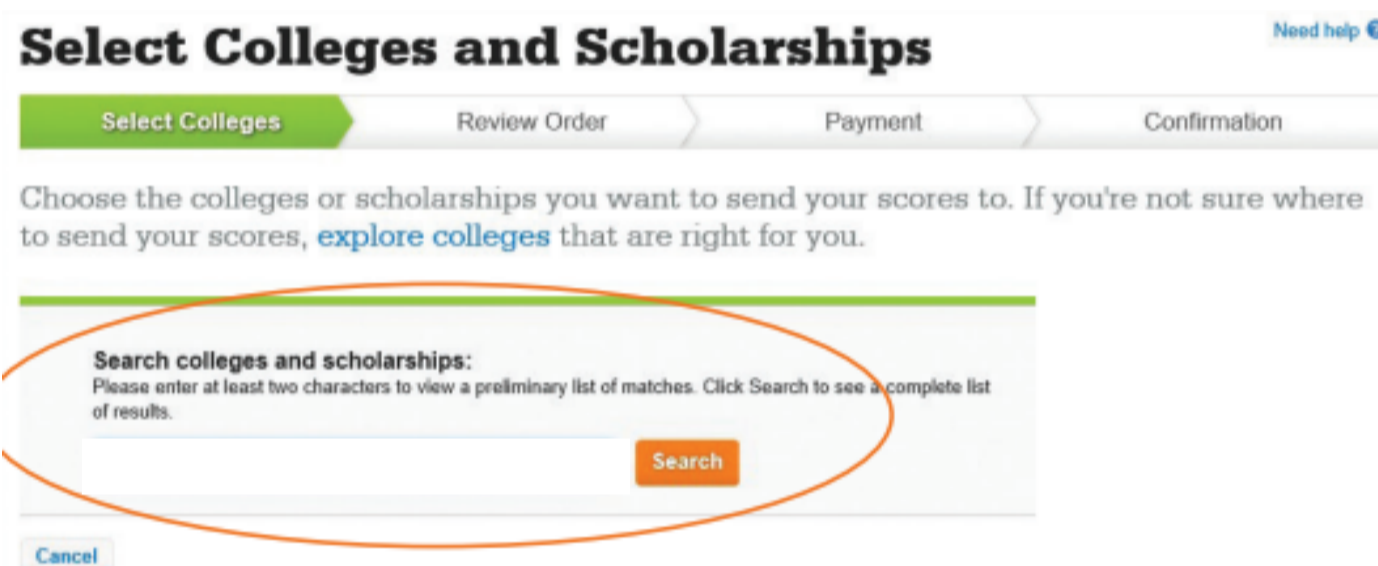 Select Colleges and Scholarships
Need help
Select Colleges
Review Order
Payment
Confirmation
Choose the colleges or scholarships you want to send your scores to. If you're not sure where
to send your scores, explore colleges that are right for you.
Search colleges and scholarships:
Please enter at least two characters to view a preliminary list of matches. Click Search to see a complete list
of results.
Search
Cancel